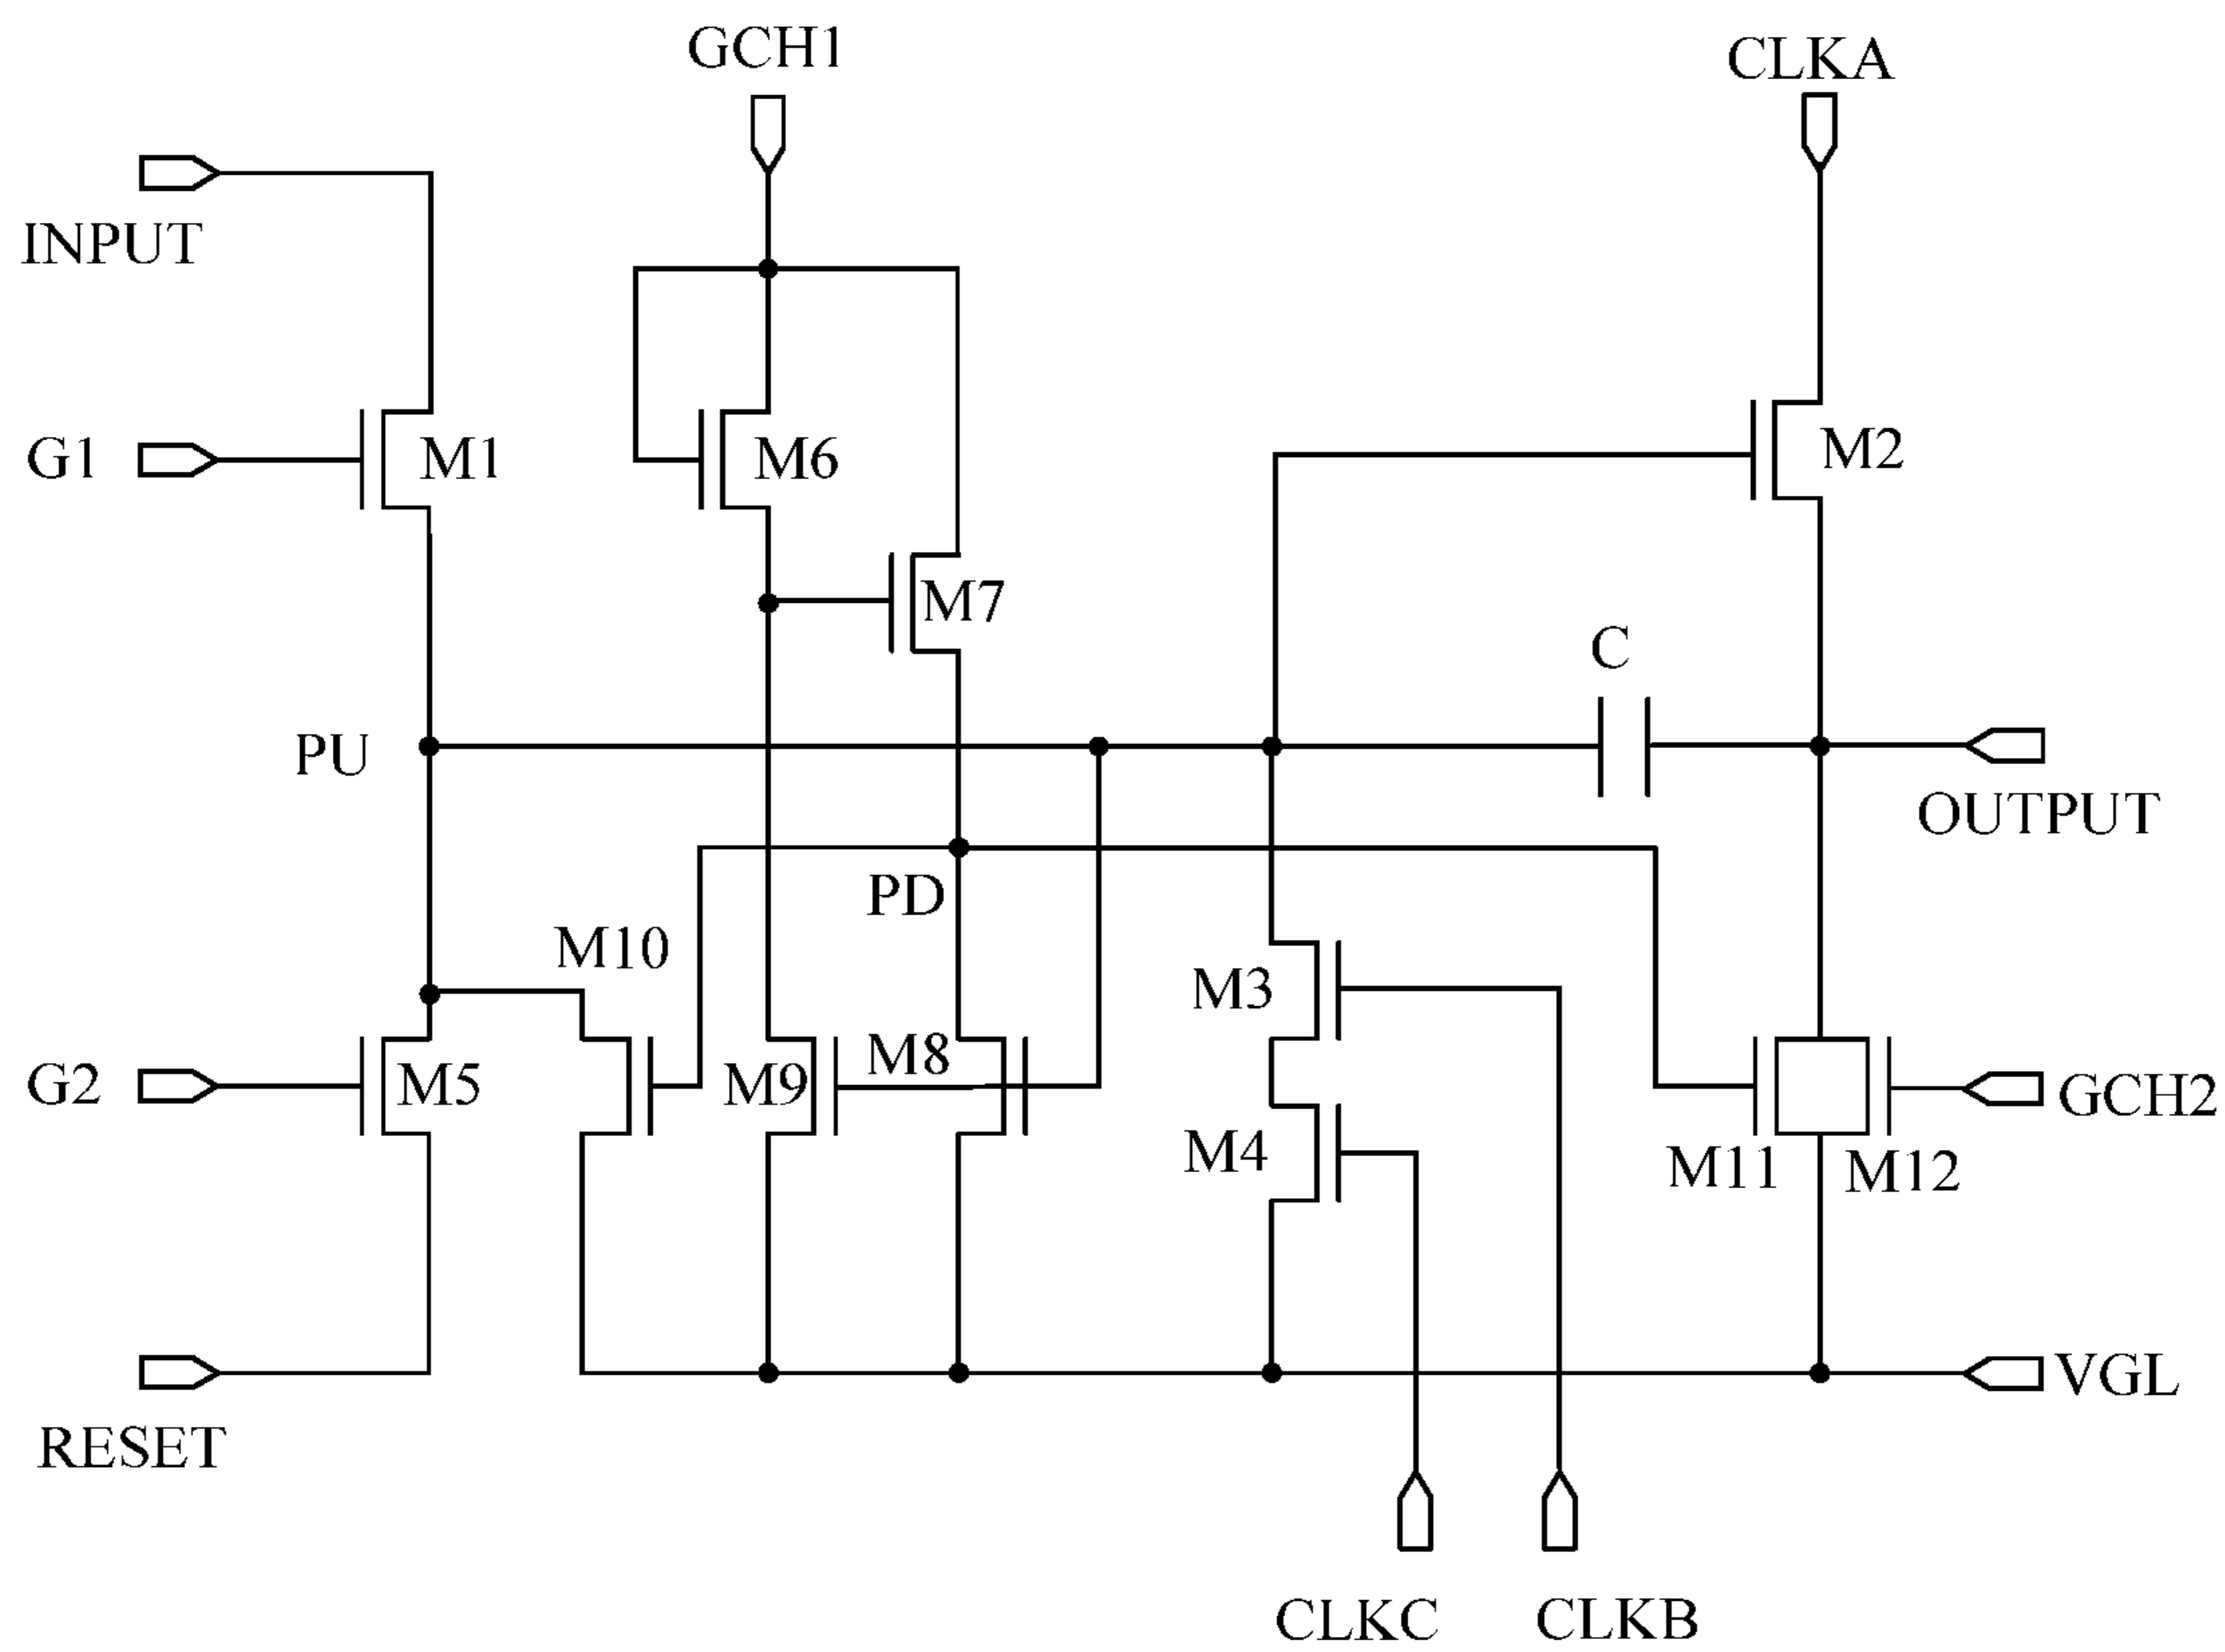 GCH1
CLKA
INPUT
G1
M1
M6
M2
M7
C
PU
OUTPUT
PD
M10
M3
M8
G2
M5
M9
GCH2
M4
M11
M12
VGL
RESET
CLKC
CLKB